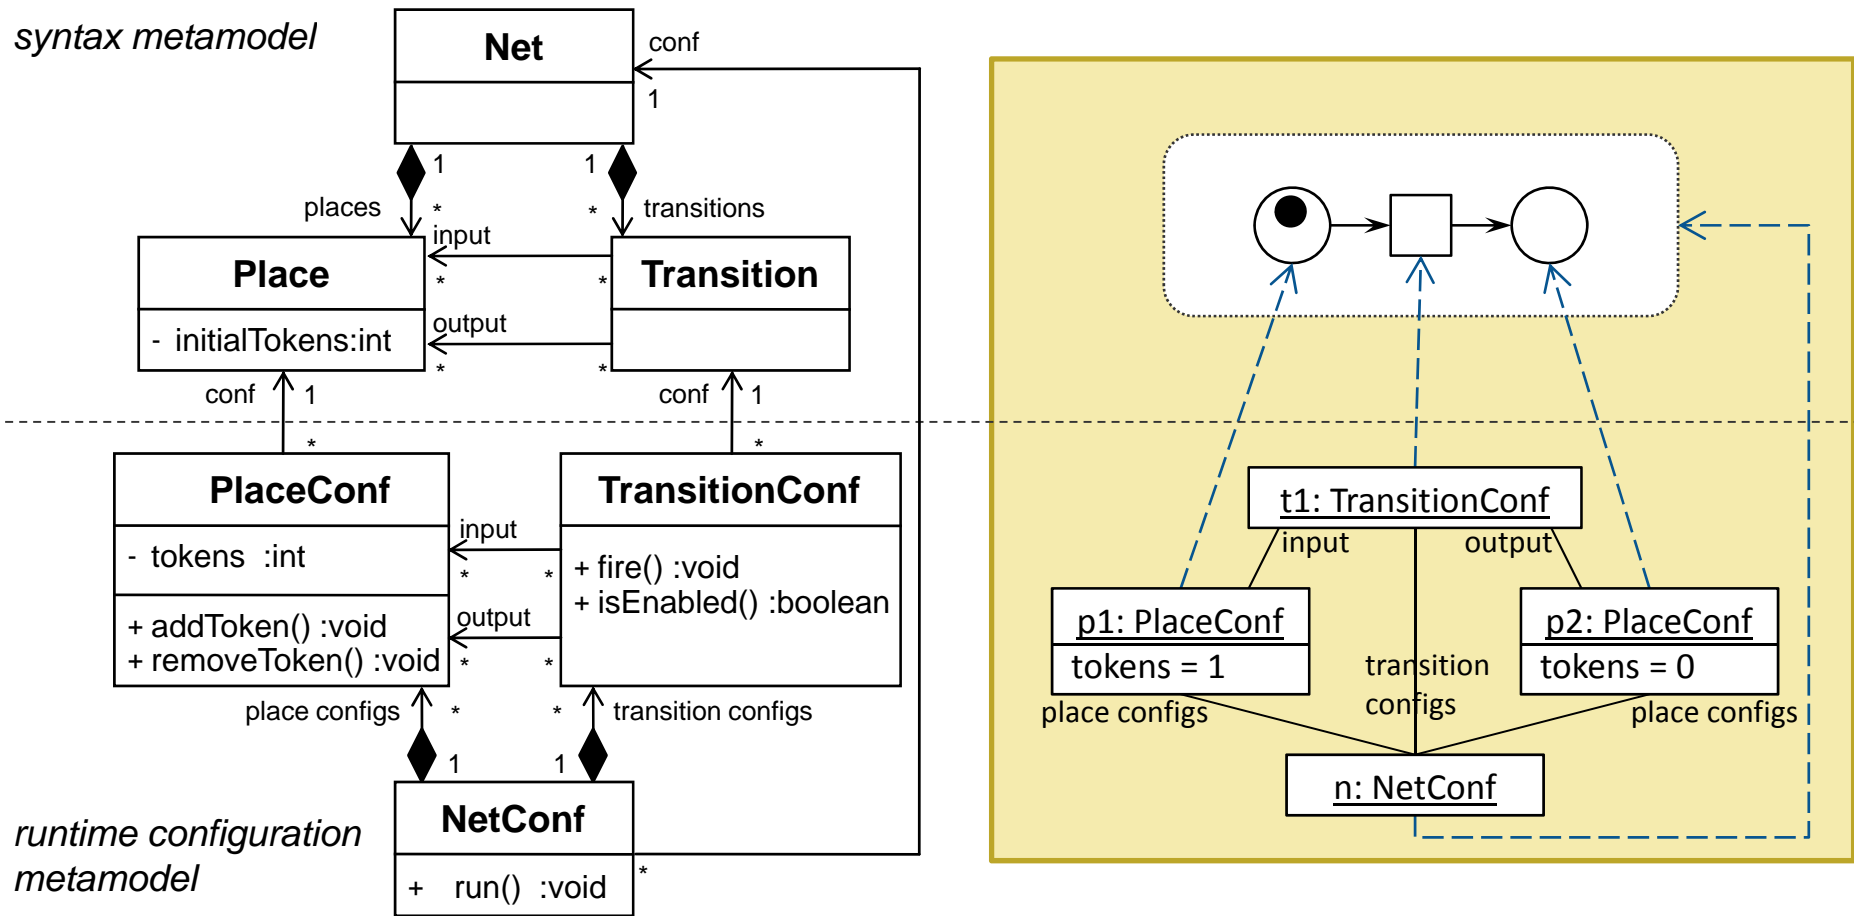 syntax metamodel
Net
conf
1
1
1
places
*
*
transitions
Place
- initialTokens:int
input
*
*
output
*
*
Transition
conf
1
conf
1
*
*
PlaceConf
- tokens :int
+ addToken() :void
+ removeToken() :void
input
*
*
output
*
*
TransitionConf
+ fire() :void
+ isEnabled() :boolean
place configs
*
*
transition configs
1
1
NetConf
+ run() :void
*
runtime configuration
metamodel
t1: TransitionConf
input
output
p1: PlaceConf
tokens = 1
p2: PlaceConf
tokens = 0
place configs
transition
configs
place configs
n: NetConf